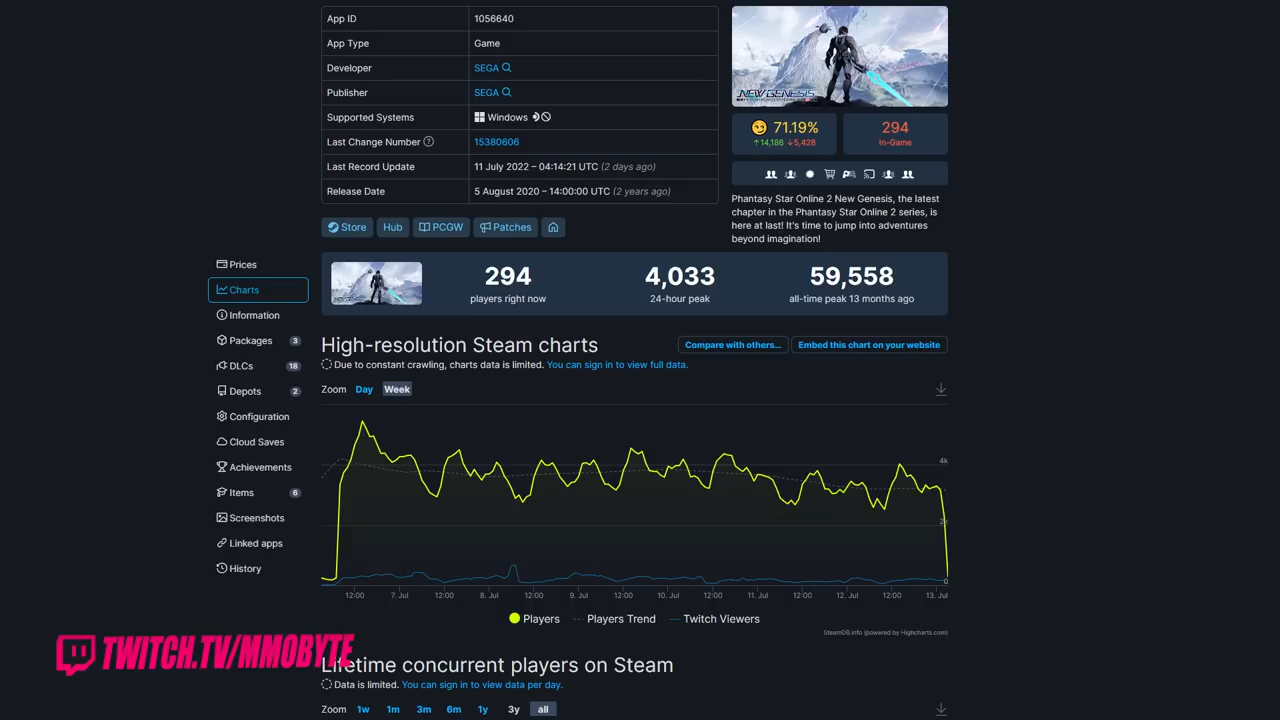 App ID 1056640
App Type Game
Developer SEGA
Publisher SEGA
Supported Systems Windows
Last Change Number 15380606
Last Record Update 11 July 2022 – 04:14:21 UTC (2 days ago)
Release Date 5 August 2020 – 14:00:00 UTC (2 years ago)
NEW GENESIS
71.19% 294
↑14,186 ↓5,428 In-Game
Phantasy Star Online 2 New Genesis, the latest
chapter in the Phantasy Star Online 2 series, is
here at last! It's time to jump into adventures
beyond imagination!
Store Hub PCGW Patches
Prices
Charts
Information
Packages 3
DLCs 18
Depots 2
Configuration
Cloud Saves
Achievements
Items 6
Screenshots
Linked apps
History
294 4,033 59,558
players right now 24-hour peak all-time peak 13 months ago
High-resolution Steam charts Compare with others... Embed this chart on your website
Due to constant crawling, charts data is limited. You can sign in to view full data.
Zoom Day Week
4k
2k
0
12:00 7. Jul 12:00 8. Jul 12:00 9. Jul 12:00 10. Jul 12:00 11. Jul 12:00 12. Jul 12:00 13. Jul
Players Players Trend Twitch Viewers
SteamDB.info (powered by Highcharts.com)
TWITCH.TV/MMOBYTE
Lifetime concurrent players on Steam
Data is limited. You can sign in to view data per day.
Zoom 1w 1m 3m 6m 1y 3y all